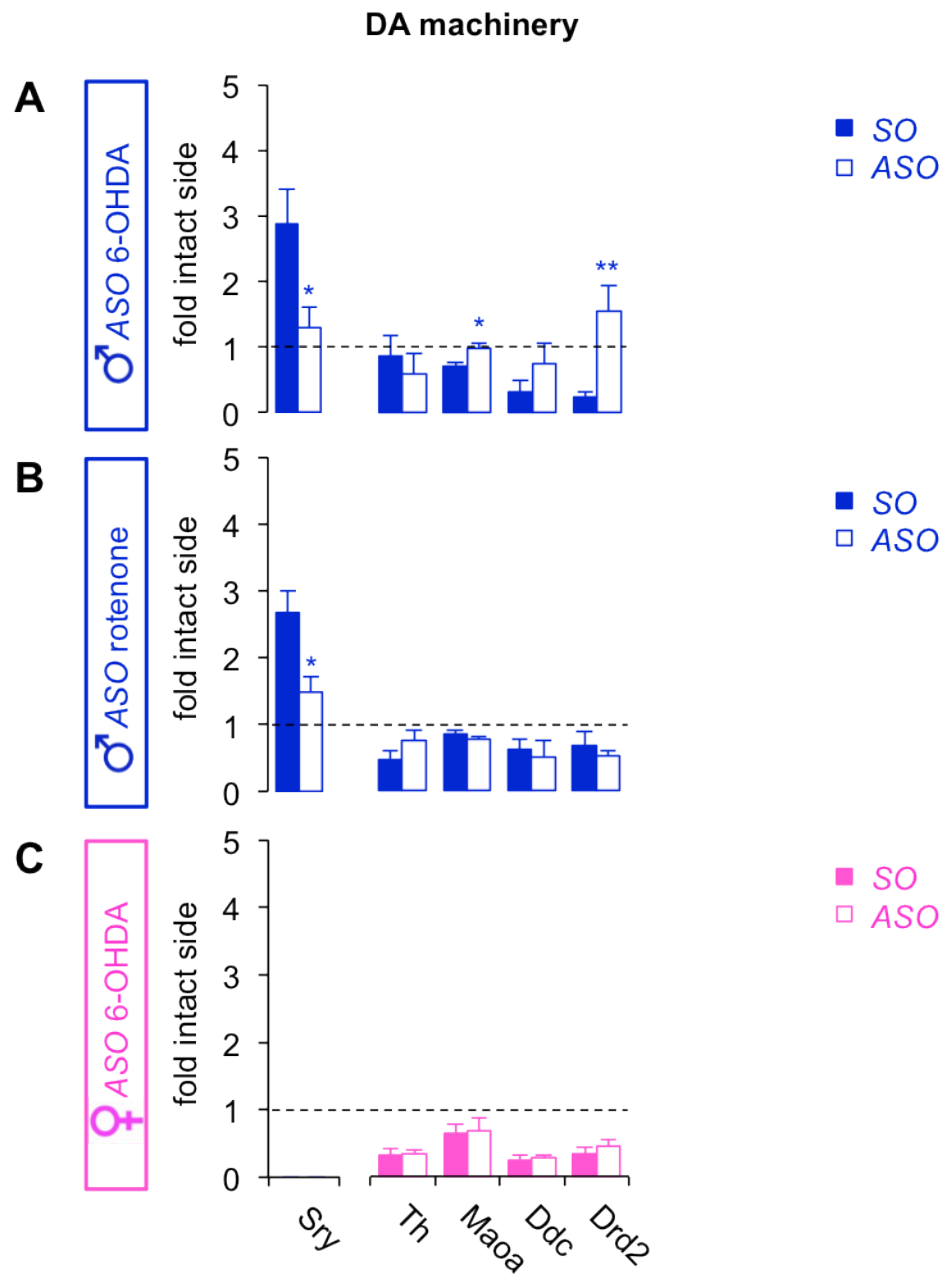 DA machinery
A
♂ ASO 6-OHDA
fold intact side
5
4
3
2
1
0
*
*
**
SO
ASO
B
♂ ASO rotenone
fold intact side
5
4
3
2
1
0
*
SO
ASO
C
♀ ASO 6-OHDA
fold intact side
5
4
3
2
1
0
SO
ASO
Sry
Th
Maoa
Ddc
Drd2